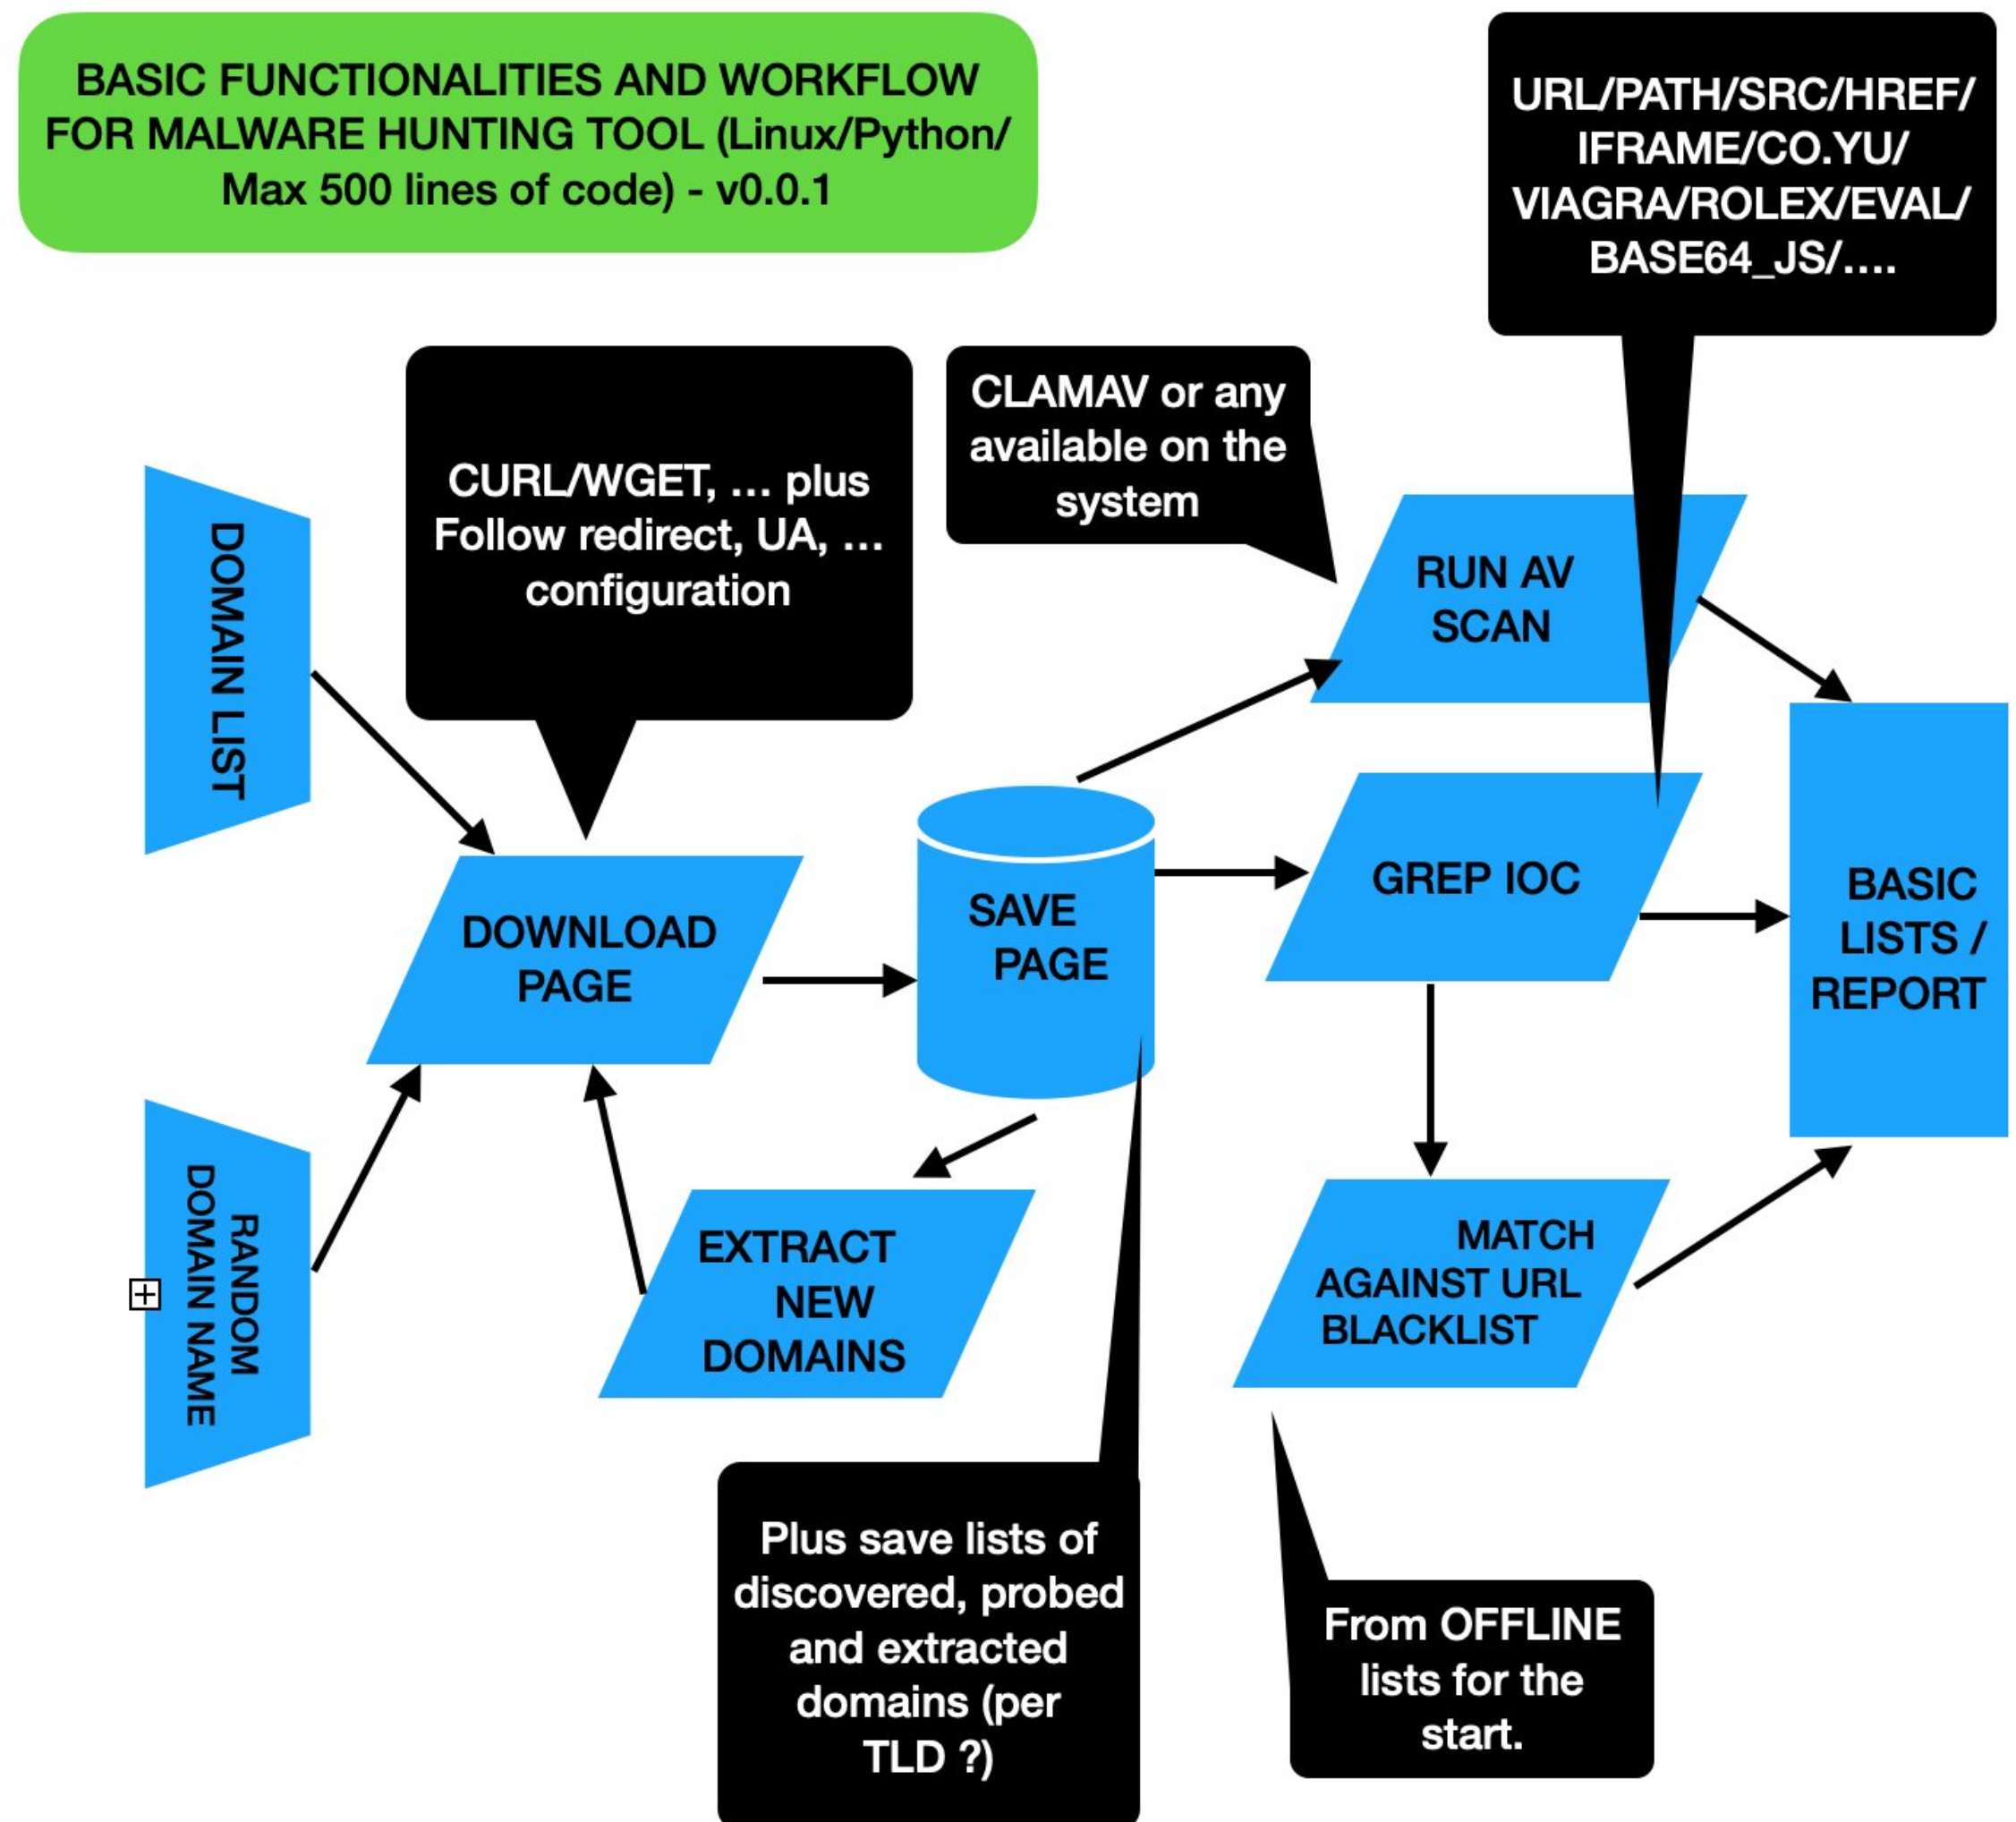 BASIC FUNCTIONALITIES AND WORKFLOW
FOR MALWARE HUNTING TOOL (Linux/Python/
Max 500 lines of code) - v0.0.1
URL/PATH/SRC/HREF/
IFRAME/CO.YU/
VIAGRA/ROLEX/EVAL/
BASE64_JS/....
CURL/WGET, ... plus
Follow redirect, UA, ...
configuration
CLAMAV or any
available on the
system
DOMAIN LIST
RUN AV
SCAN
DOWNLOAD
PAGE
SAVE
PAGE
GREP IOC
BASIC
LISTS /
REPORT
RANDOM
DOMAIN NAME
EXTRACT
NEW
DOMAINS
MATCH
AGAINST URL
BLACKLIST
Plus save lists of
discovered, probed
and extracted
domains (per
TLD ?)
From OFFLINE
lists for the
start.